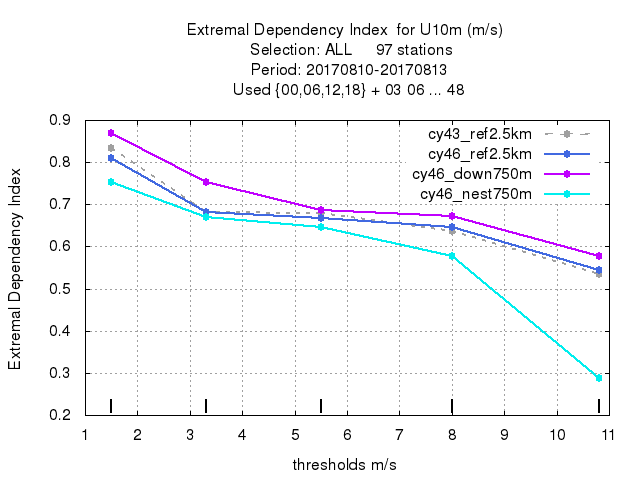 Extremal Dependency Index  for U10m (m/s)
Selection: ALL     97 stations
Period: 20170810-20170813
Used {00,06,12,18} + 03 06 ... 48
cy43_ref2.5km
cy46_ref2.5km
cy46_down750m
cy46_nest750m
Extremal Dependency Index
0.9
0.8
0.7
0.6
0.5
0.4
0.3
0.2
1 2 3 4 5 6 7 8 9 10 11
thresholds m/s